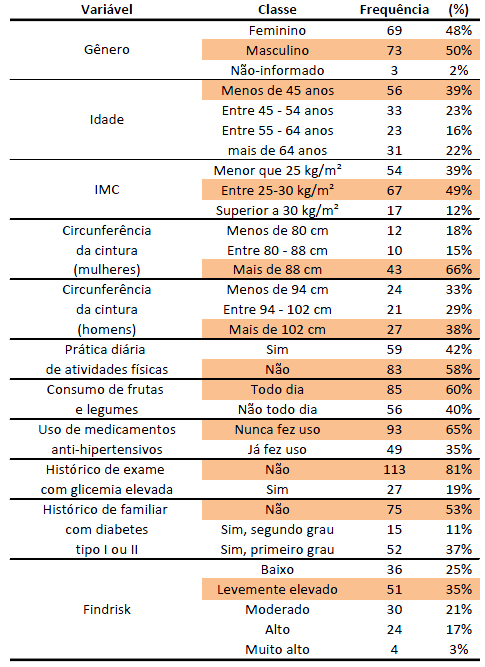 Variável Classe Frequência (%)
Feminino 69 48%
Gênero Masculino 73 50%
Não-informado 3 2%
Menos de 45 anos 56 39%
Idade Entre 45 - 54 anos 33 23%
Entre 55 - 64 anos 23 16%
mais de 64 anos 31 22%
Menor que 25 kg/m² 54 39%
IMC Entre 25-30 kg/m² 67 49%
Superior a 30 kg/m² 17 12%
Circunferência Menos de 80 cm 12 18%
da cintura Entre 80 - 88 cm 10 15%
(mulheres) Mais de 88 cm 43 66%
Circunferência Menos de 94 cm 24 33%
da cintura Entre 94 - 102 cm 21 29%
(homens) Mais de 102 cm 27 38%
Prática diária Sim 59 42%
de atividades físicas Não 83 58%
Consumo de frutas Todo dia 85 60%
e legumes Não todo dia 56 40%
Uso de medicamentos Nunca fez uso 93 65%
anti-hipertensivos Já fez uso 49 35%
Histórico de exame Não 113 81%
com glicemia elevada Sim 27 19%
Histórico de familiar Não 75 53%
com diabetes Sim, segundo grau 15 11%
tipo I ou II Sim, primeiro grau 52 37%
Baixo 36 25%
Levemente elevado 51 35%
Findrisk Moderado 30 21%
Alto 24 17%
Muito alto 4 3%